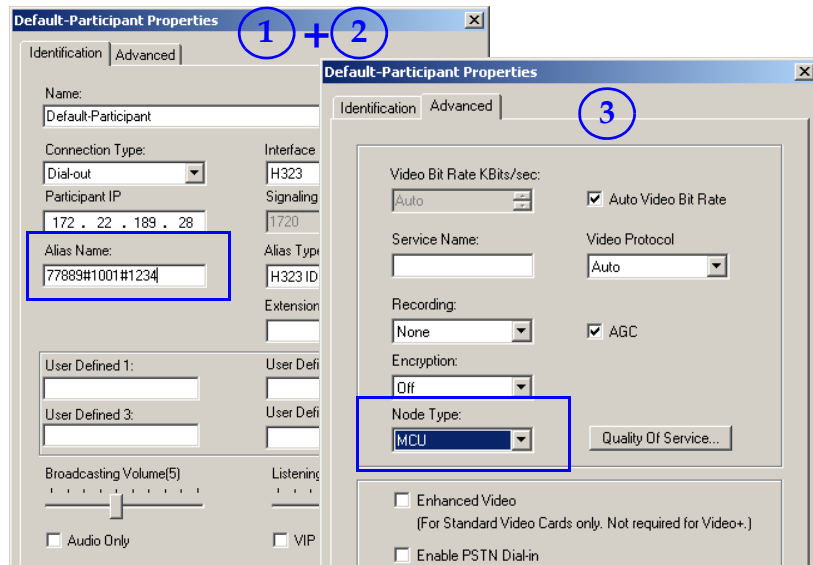 Default-Participant Properties
1 + 2
Identification Advanced
Name:
Default-Participant
Connection Type: Interface
Dial-out H323
Participant IP Signaling
172 . 22 . 189 . 28 1720
Alias Name: Alias Type
77889#1001#1234 H323 ID
Extension
User Defined 1: User Defi
User Defined 3: User Defi
Broadcasting Volume(5) Listening
Audio Only VIP
Default-Participant Properties
Identification Advanced
3
Video Bit Rate KBits/sec:
Auto Auto Video Bit Rate
Service Name: Video Protocol
Auto
Recording:
None AGC
Encryption:
Off
Node Type:
MCU Quality Of Service...
Enhanced Video
(For Standard Video Cards only. Not required for Video+.)
Enable PSTN Dial-in